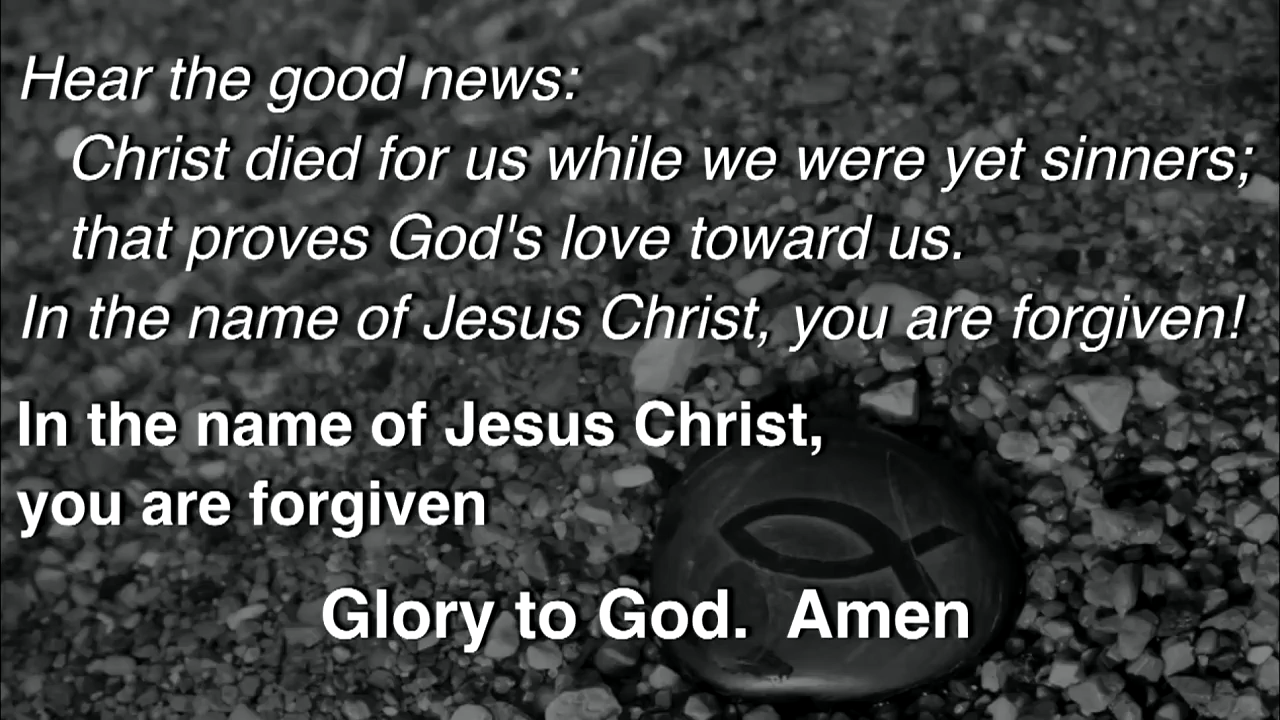 Hear the good news:
Christ died for us while we were yet sinners;
that proves God's love toward us.
In the name of Jesus Christ, you are forgiven!
In the name of Jesus Christ,
you are forgiven
Glory to God.  Amen